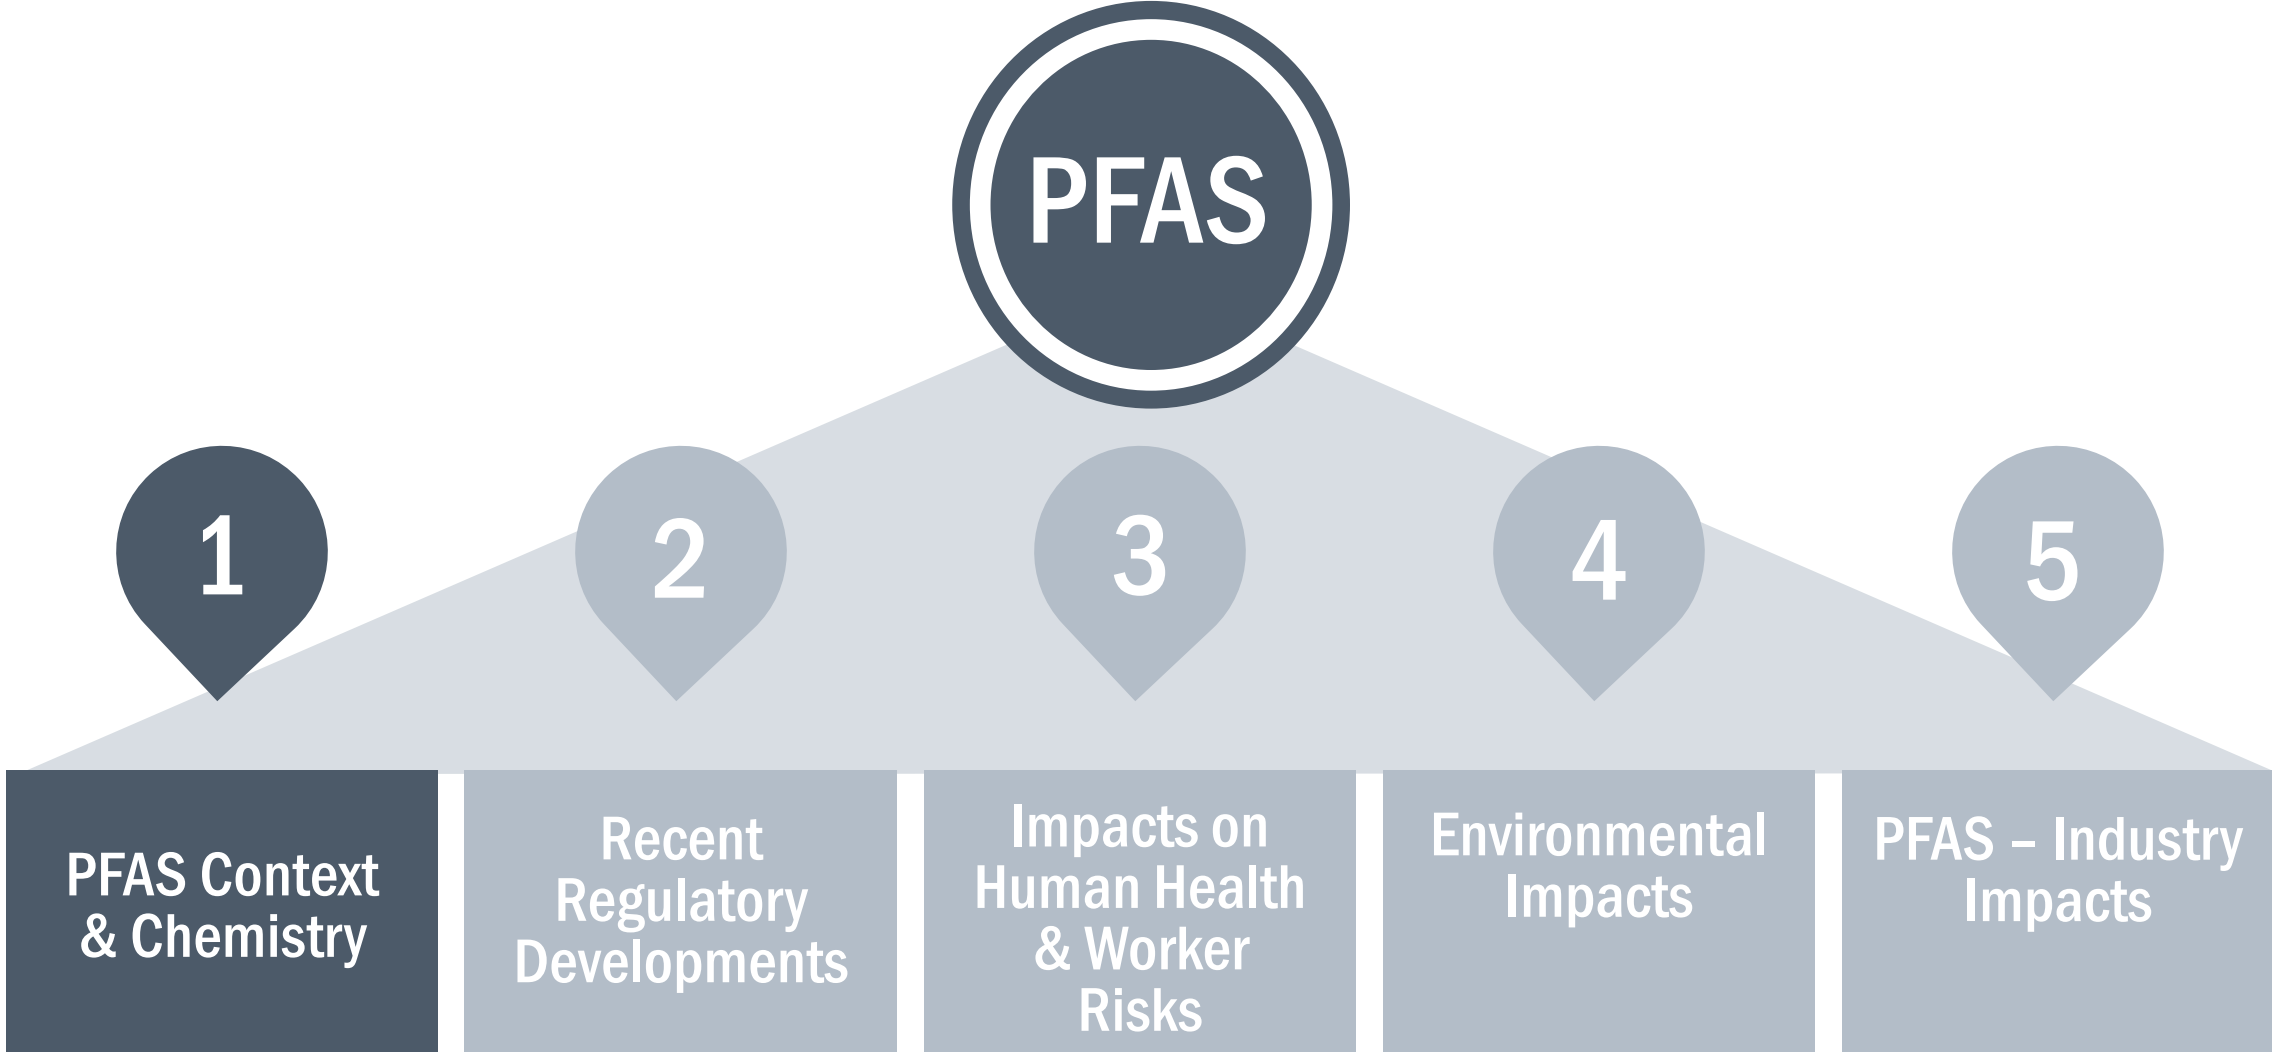 PFAS
1
2
3
4
5
PFAS Context
& Chemistry
Recent
Regulatory
Developments
Impacts on
Human Health
& Worker
Risks
Environmental
Impacts
PFAS – Industry
Impacts